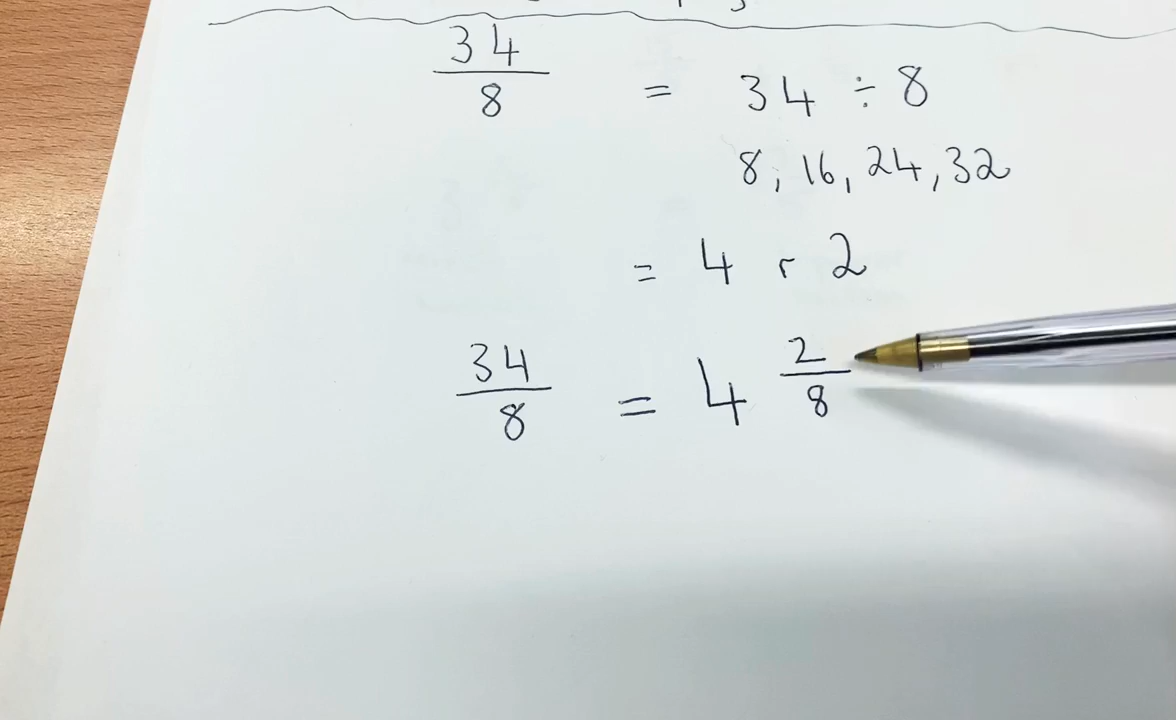 34/8 = 34 ÷ 8
8, 16, 24, 32
= 4 r 2
34/8 = 4 2/8